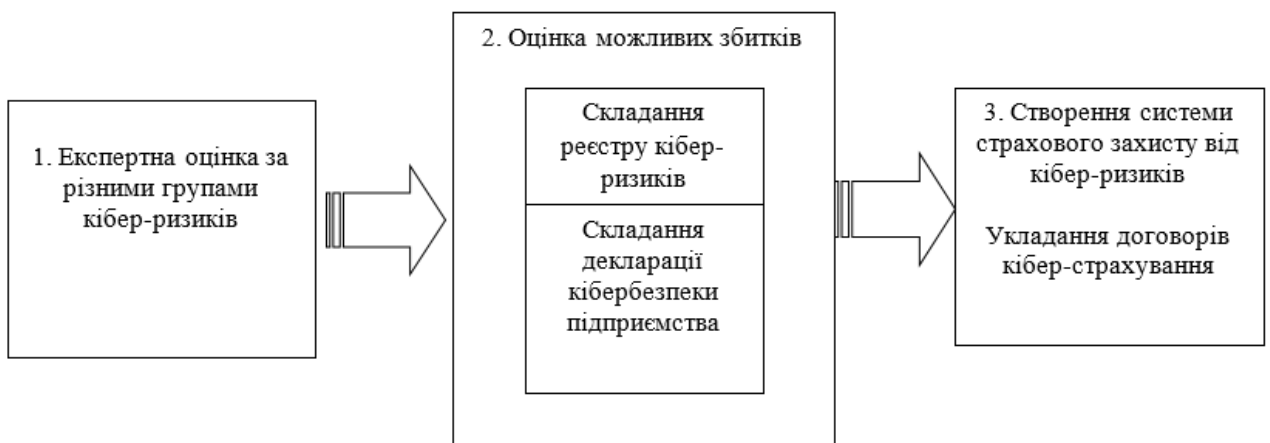 1. Експертна оцінка за
різними групами
кібер-ризиків
2. Оцінка можливих збитків
Складання
реєстру кібер-
ризиків
Складання
декларації
кібербезпеки
підприємства
3. Створення системи
страхового захисту від
кібер-ризиків
Укладання договорів
кібер-страхування